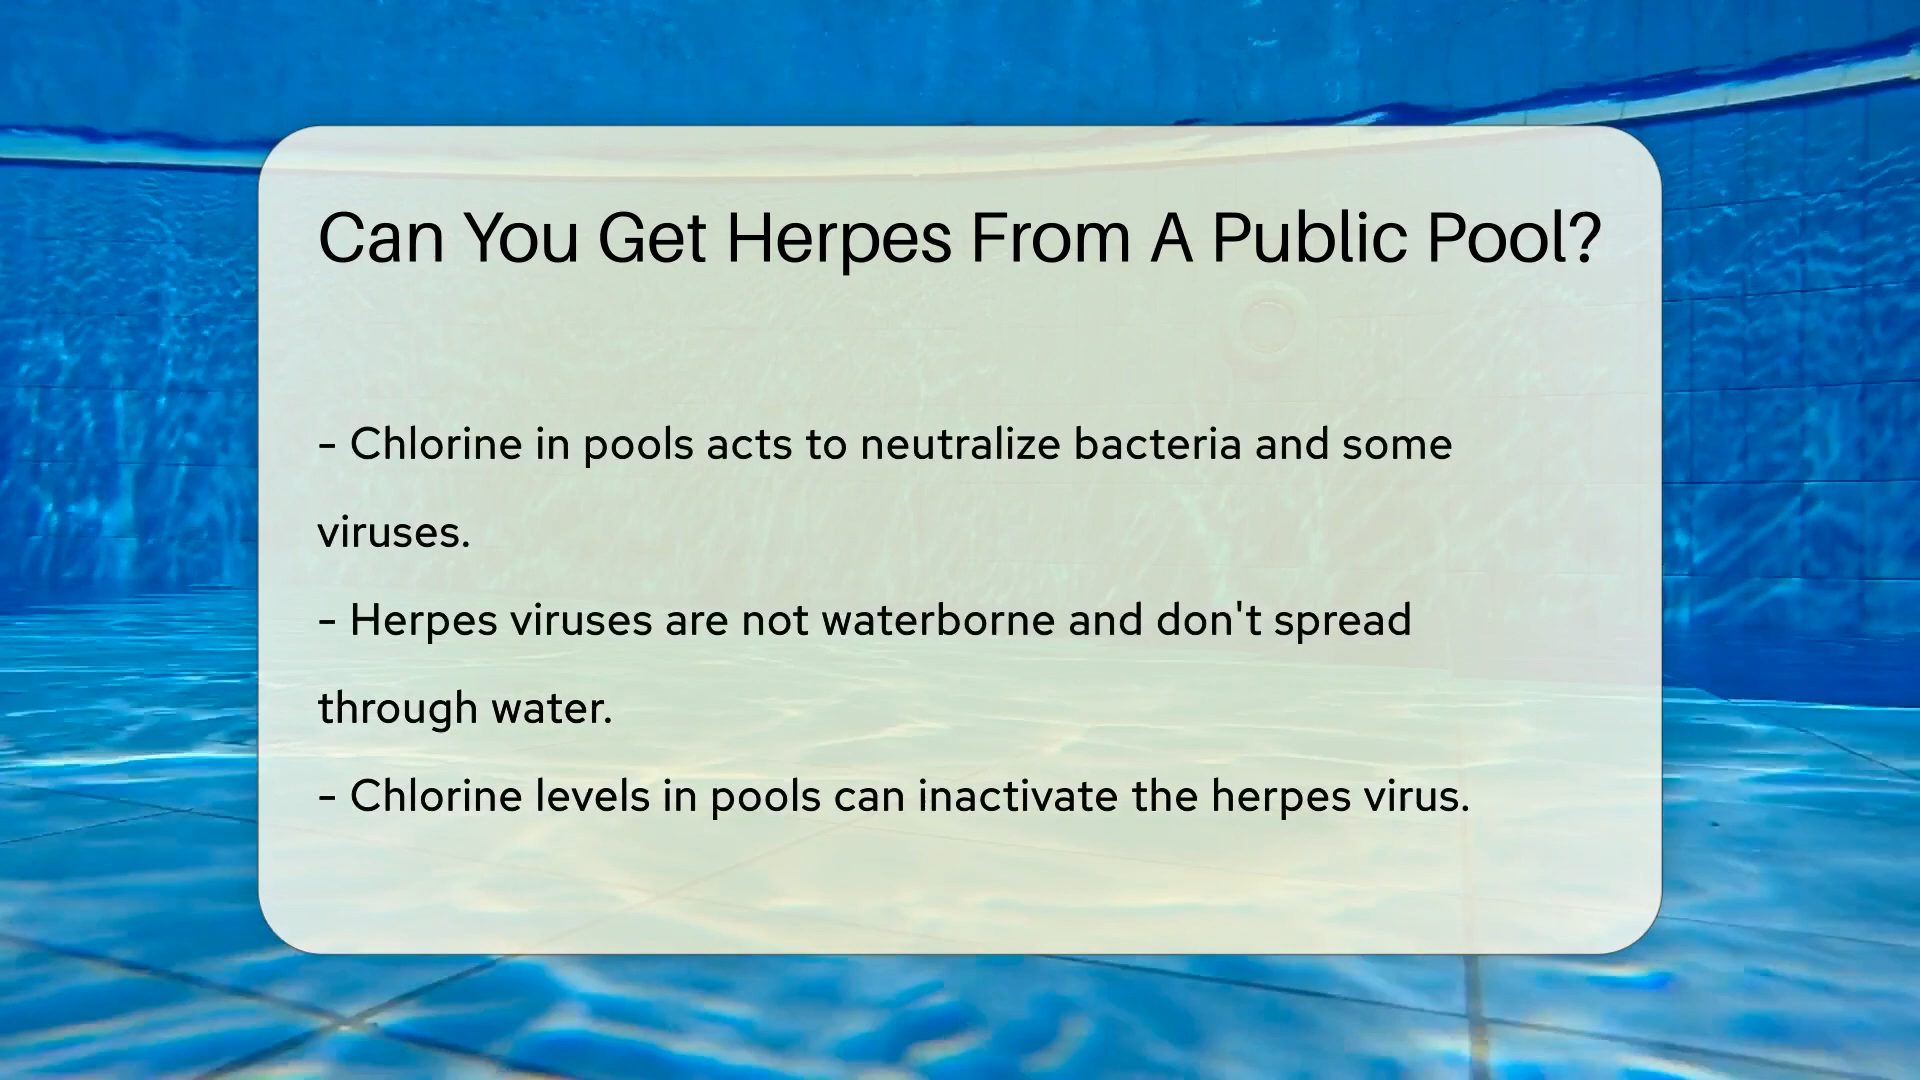 Can You Get Herpes From A Public Pool?
- Chlorine in pools acts to neutralize bacteria and some
viruses.
- Herpes viruses are not waterborne and don't spread
through water.
- Chlorine levels in pools can inactivate the herpes virus.